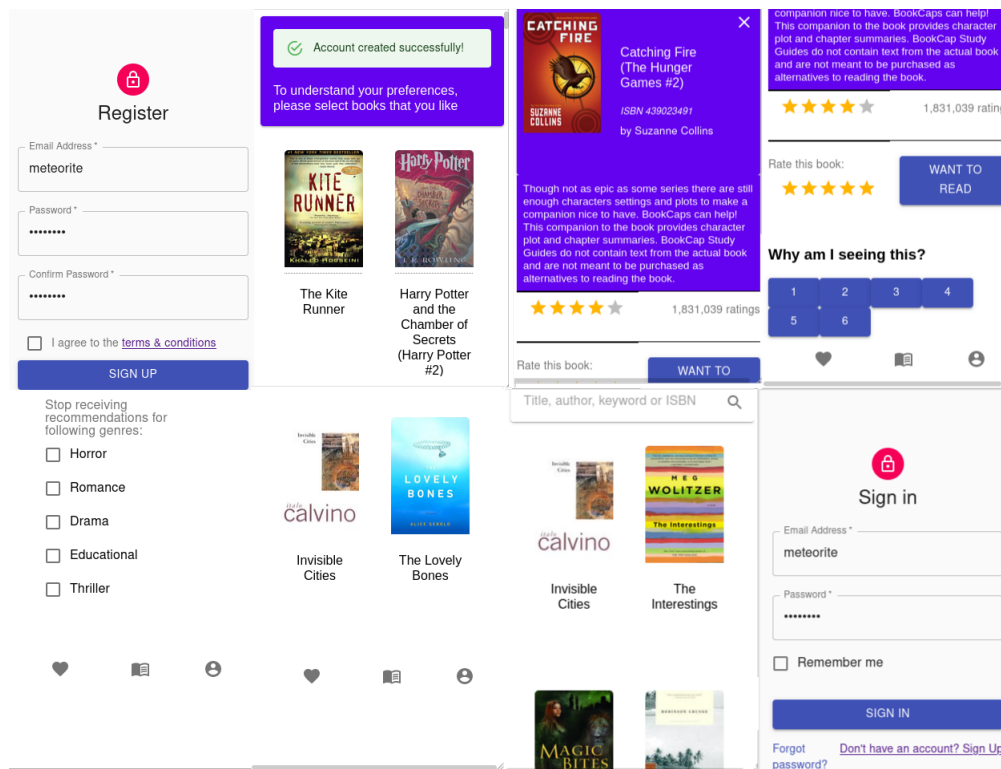 Register
Email Address *
meteorite
Password *
••••••••
Confirm Password *
••••••••
I agree to the terms & conditions
SIGN UP
Account created successfully!
To understand your preferences,
please select books that you like
KITE
RUNNER
KHALED HOSSEINI
Harry Potter
J. K. ROWLING
The Kite
Runner
Harry Potter
and the
Chamber of
Secrets
(Harry Potter
#2)
CATCHING
FIRE
SUZANNE
COLLINS
Catching Fire
(The Hunger
Games #2)
ISBN 439023491
by Suzanne Collins
Though not as epic as some series there are still
enough characters settings and plots to make a
companion nice to have. BookCaps can help!
This companion to the book provides character
plot and chapter summaries. BookCap Study
Guides do not contain text from the actual book
and are not meant to be purchased as
alternatives to reading the book.
1,831,039 ratings
Rate this book:
WANT TO
companion nice to have. BookCaps can help!
This companion to the book provides character
plot and chapter summaries. BookCap Study
Guides do not contain text from the actual book
and are not meant to be purchased as
alternatives to reading the book.
1,831,039 rating
Rate this book:
WANT TO
READ
Why am I seeing this?
1 2 3 4
5 6
Stop receiving
recommendations for
following genres:
Horror
Romance
Drama
Educational
Thriller
Invisible
Cities
italo
calvino
THE
LOVELY
BONES
ALICE SEBOLD
Invisible
Cities
The Lovely
Bones
Title, author, keyword or ISBN
Invisible
Cities
italo
calvino
MEG
WOLITZER
The Interestings
Invisible
Cities
The
Interestings
MAGIC
BITES
ROBINSON CRUSOE
Sign in
Email Address *
meteorite
Password *
••••••••
Remember me
SIGN IN
Forgot
password?
Don't have an account? Sign Up